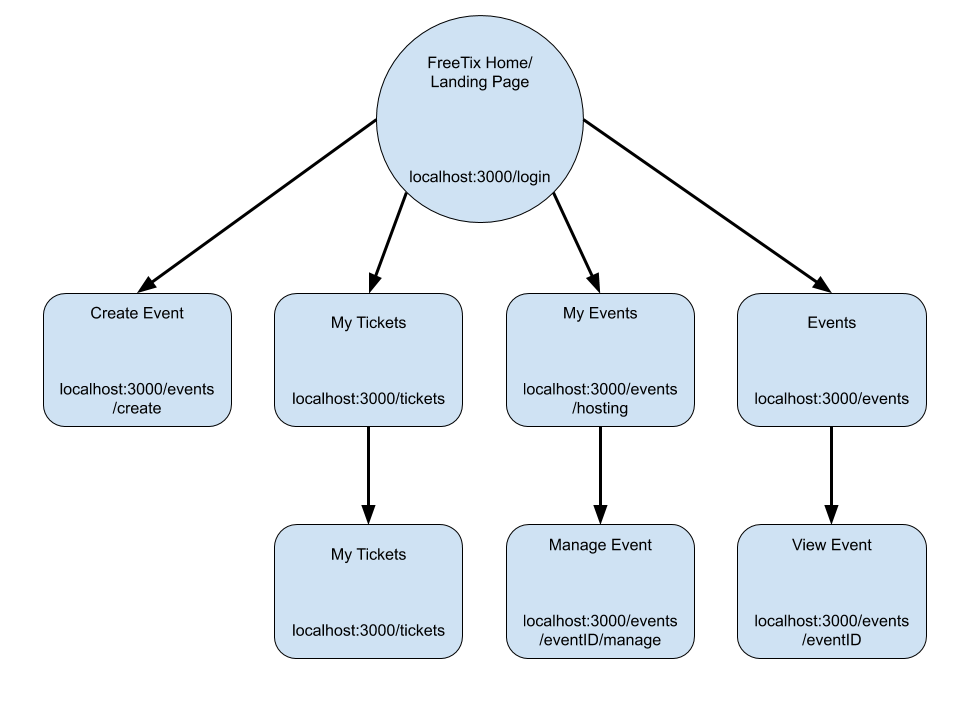 FreeTix Home/
Landing Page
localhost:3000/login
Create Event
localhost:3000/events
/create
My Tickets
localhost:3000/tickets
My Events
localhost:3000/events
/hosting
Events
localhost:3000/events
My Tickets
localhost:3000/tickets
Manage Event
localhost:3000/events
/eventID/manage
View Event
localhost:3000/events
/eventID